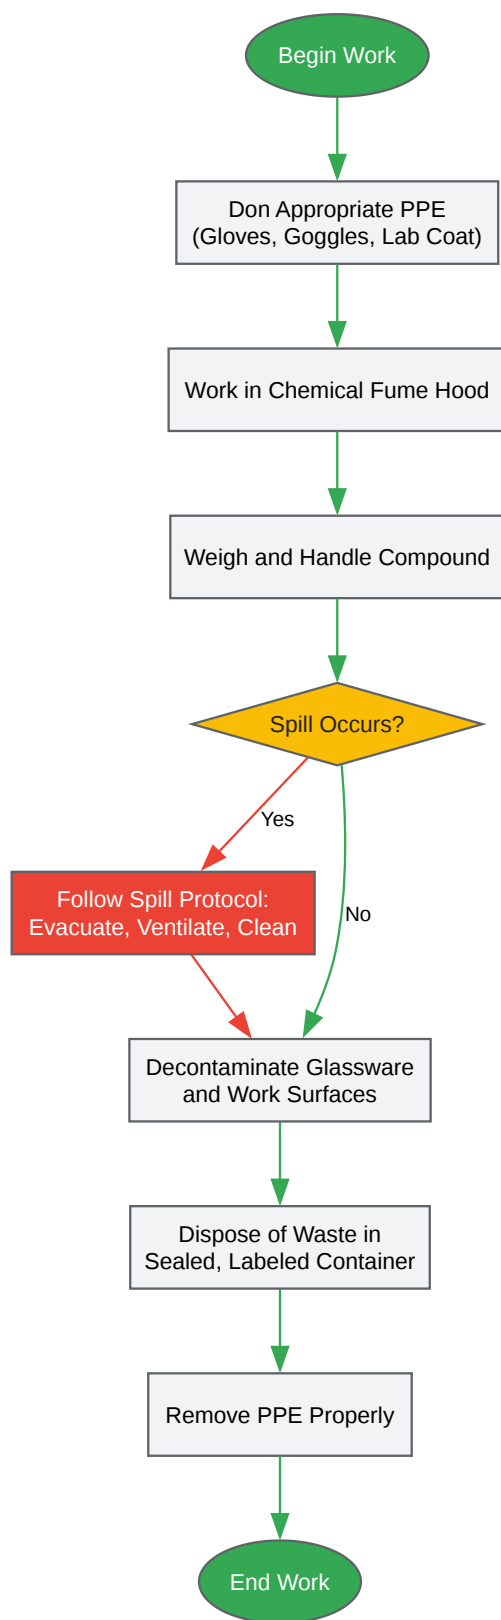 Begin Work
Don Appropriate PPE
(Gloves, Goggles, Lab Coat)
Work in Chemical Fume Hood
Weigh and Handle Compound
Spill Occurs?
Yes
Follow Spill Protocol:
Evacuate, Ventilate, Clean
No
Decontaminate Glassware
and Work Surfaces
Dispose of Waste in
Sealed, Labeled Container
Remove PPE Properly
End Work